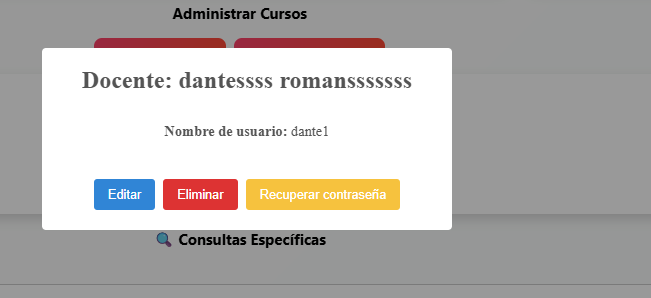 Administrar Cursos
Docente: dantessss romansssssss
Nombre de usuario: dante1
Editar
Eliminar
Recuperar contraseña
🔍 Consultas Específicas